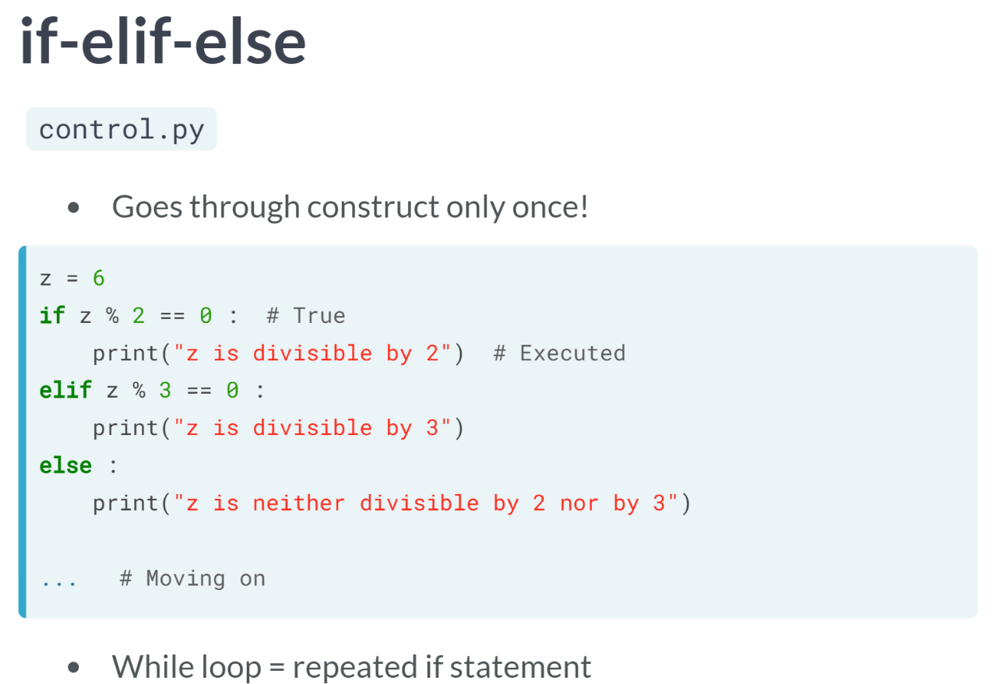 if-elif-else
control.py
• Goes through construct only once!
z = 6
if z % 2 == 0 :  # True
    print("z is divisible by 2")  # Executed
elif z % 3 == 0 :
    print("z is divisible by 3")
else :
    print("z is neither divisible by 2 nor by 3")
...   # Moving on
• While loop = repeated if statement